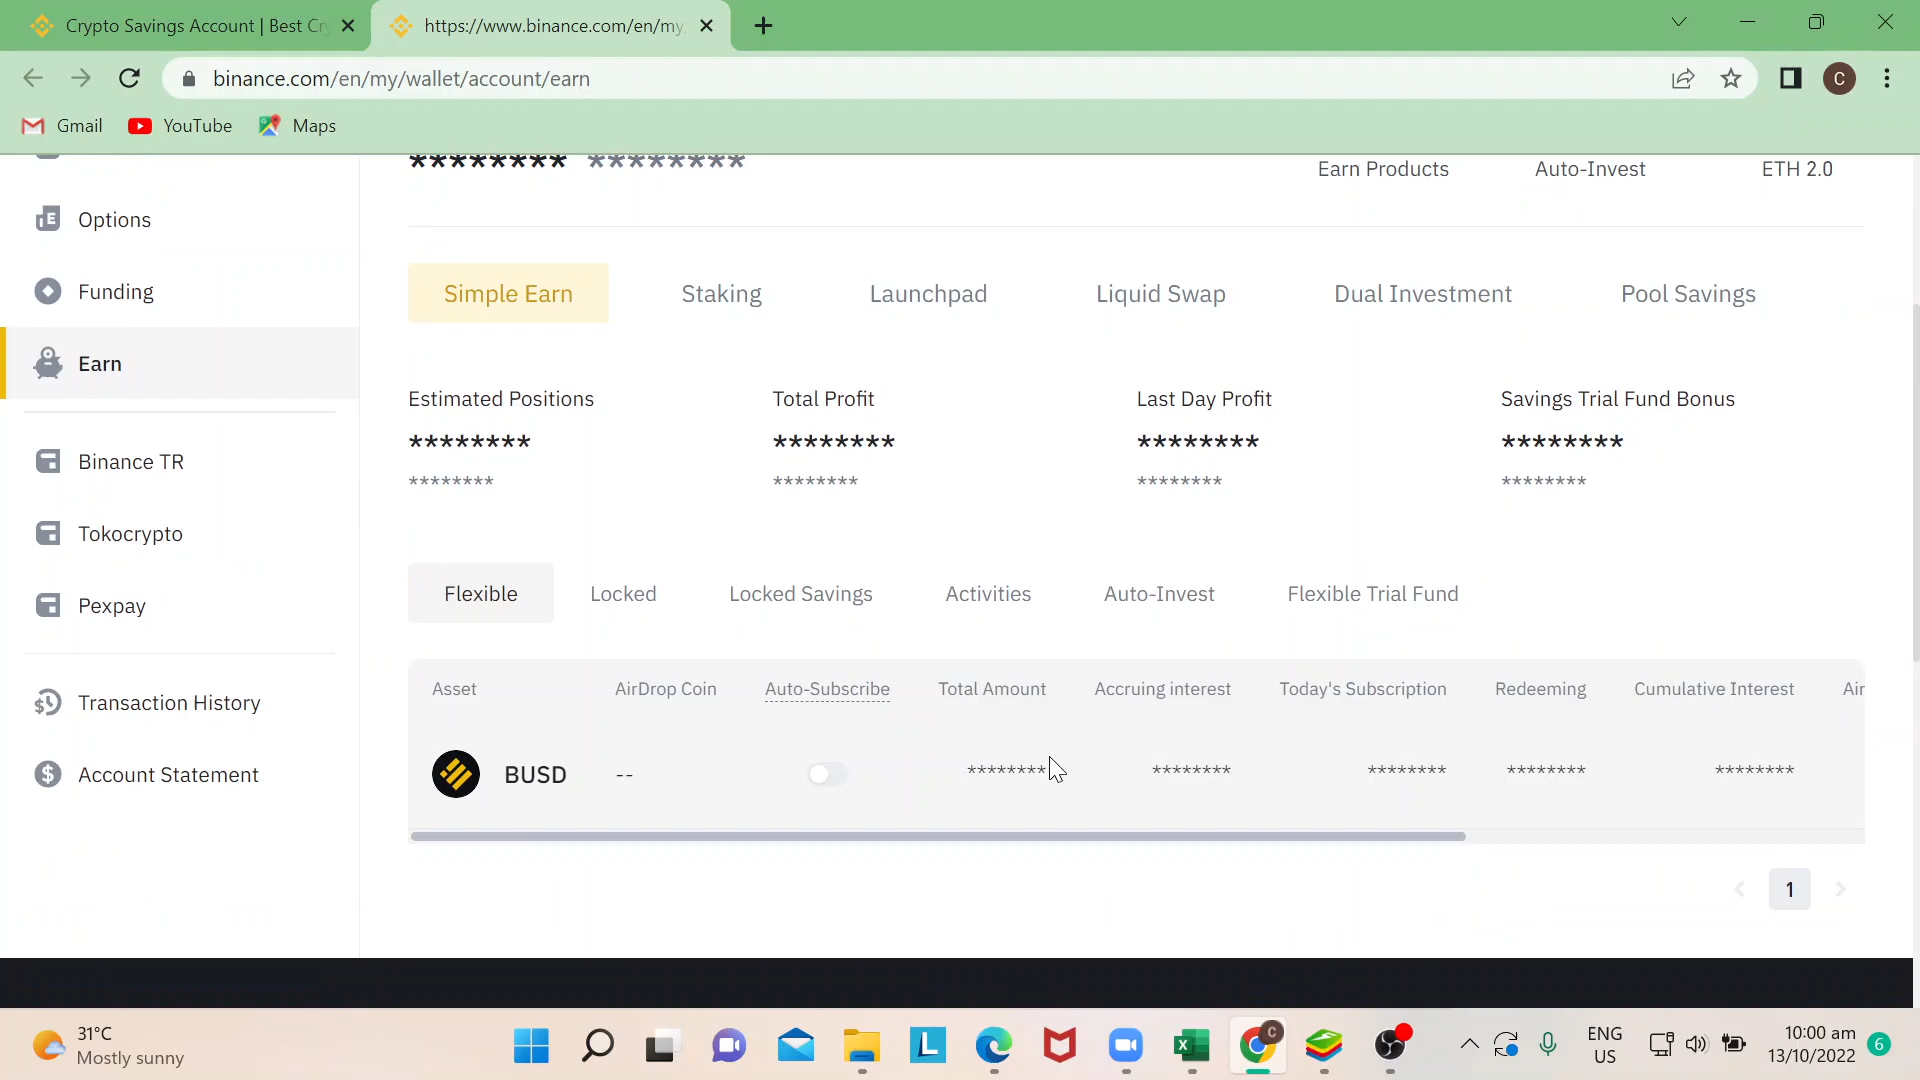 Crypto Savings Account | Best Cr
https://www.binance.com/en/my
binance.com/en/my/wallet/account/earn
C
Gmail
YouTube
Maps
******** ********
Earn Products
Auto-Invest
ETH 2.0
Options
Funding
Earn
Binance TR
Tokocrypto
Pexpay
Transaction History
Account Statement
Simple Earn
Staking
Launchpad
Liquid Swap
Dual Investment
Pool Savings
Estimated Positions
Total Profit
Last Day Profit
Savings Trial Fund Bonus
******** ******** ******** ********
******** ******** ******** ********
Flexible
Locked
Locked Savings
Activities
Auto-Invest
Flexible Trial Fund
Asset AirDrop Coin Auto-Subscribe Total Amount Accruing interest Today's Subscription Redeeming Cumulative Interest Air
BUSD -- ******** ******** ******** ******** ********
1
31°C
Mostly sunny
L
X
C
ENG
US
10:00 am
13/10/2022
6